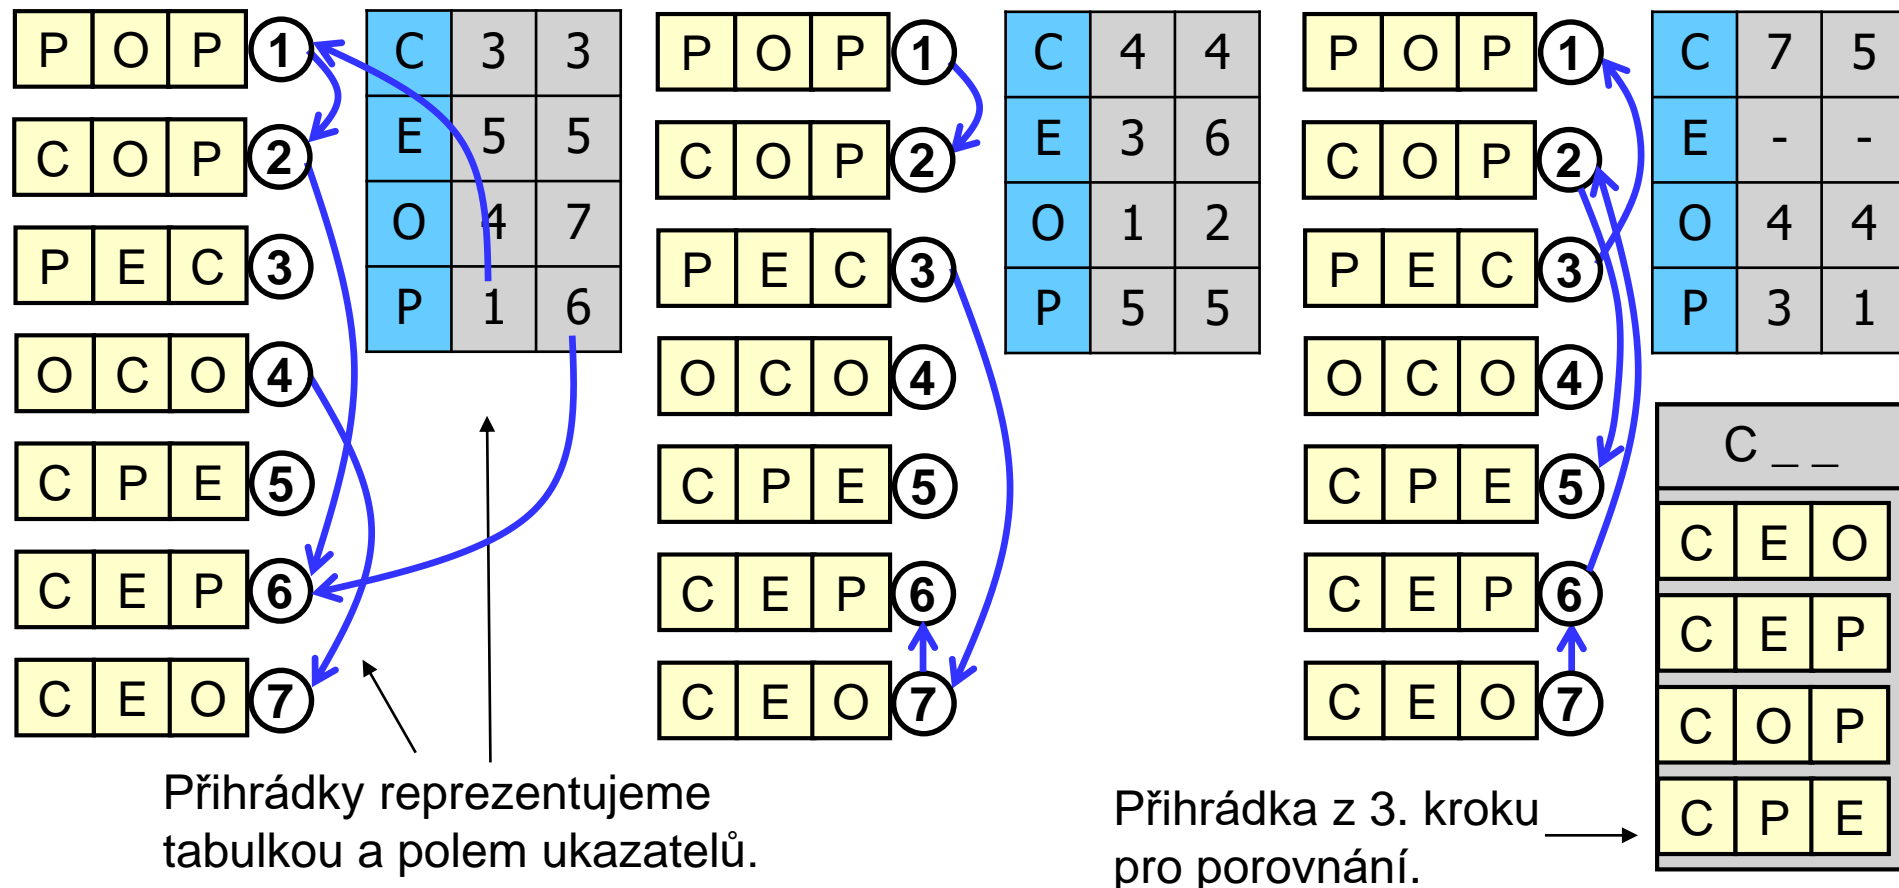 P O P 1
C O P 2
P E C 3
O C O 4
C P E 5
C E P 6
C E O 7
C 3 3
E 5 5
O 4 7
P 1 6
P O P 1
C O P 2
P E C 3
O C O 4
C P E 5
C E P 6
C E O 7
C 4 4
E 3 6
O 1 2
P 5 5
P O P 1
C O P 2
P E C 3
O C O 4
C P E 5
C E P 6
C E O 7
C 7 5
E - -
O 4 4
P 3 1
C _ _
C E O
C E P
C O P
C P E
Přihrádky reprezentujeme
tabulkou a polem ukazatelů.
Přihrádka z 3. kroku
pro porovnání.